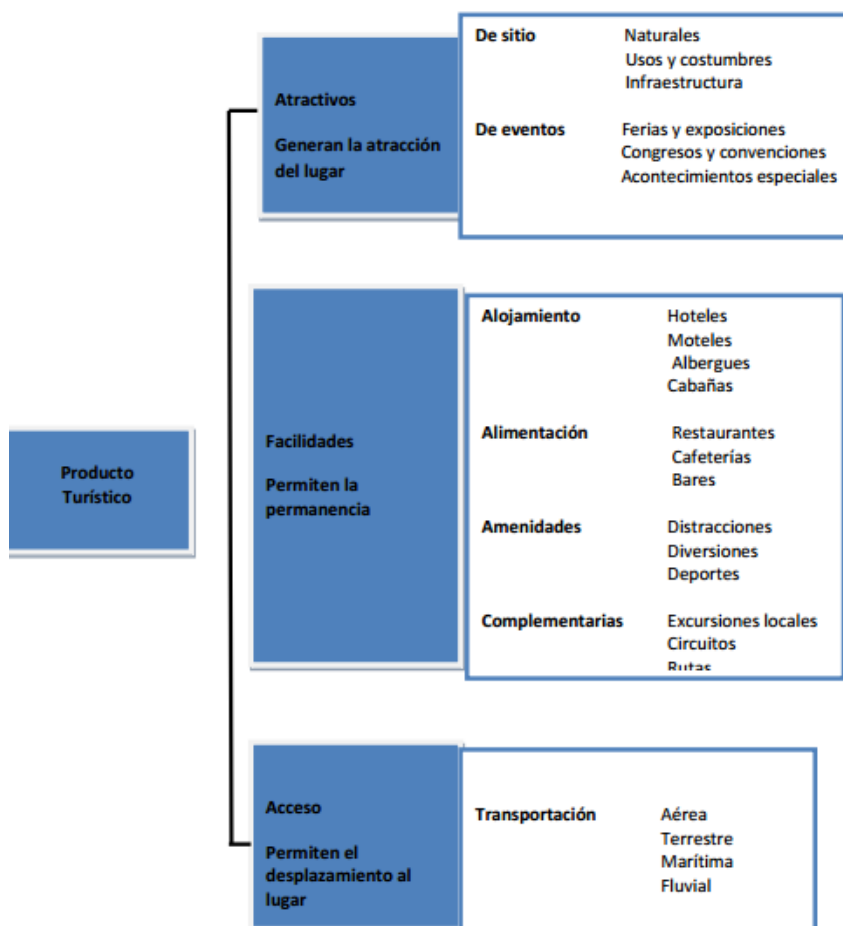 Producto
Turístico
Atractivos
Generan la atracción
del lugar
De sitio Naturales
Usos y costumbres
Infraestructura
De eventos Ferias y exposiciones
Congresos y convenciones
Acontecimientos especiales
Facilidades
Permiten la
permanencia
Alojamiento Hoteles
Moteles
Albergues
Cabañas
Alimentación Restaurantes
Cafeterías
Bares
Amenidades Distracciones
Diversiones
Deportes
Complementarias Excursiones locales
Circuitos
Rutas
Acceso
Permiten el
desplazamiento al
lugar
Transportación Aérea
Terrestre
Marítima
Fluvial